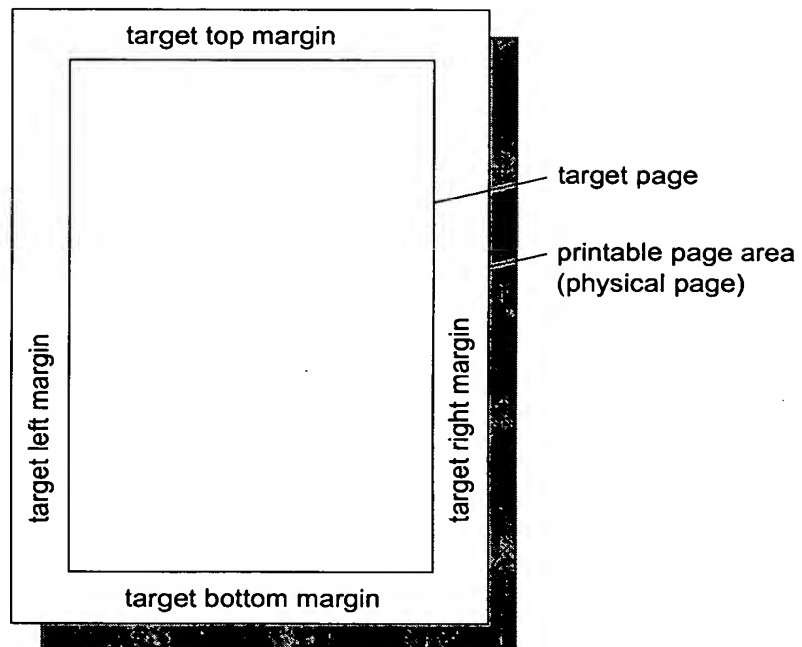 target top margin
target page
printable page area
(physical page)
target left margin
target right margin
target bottom margin